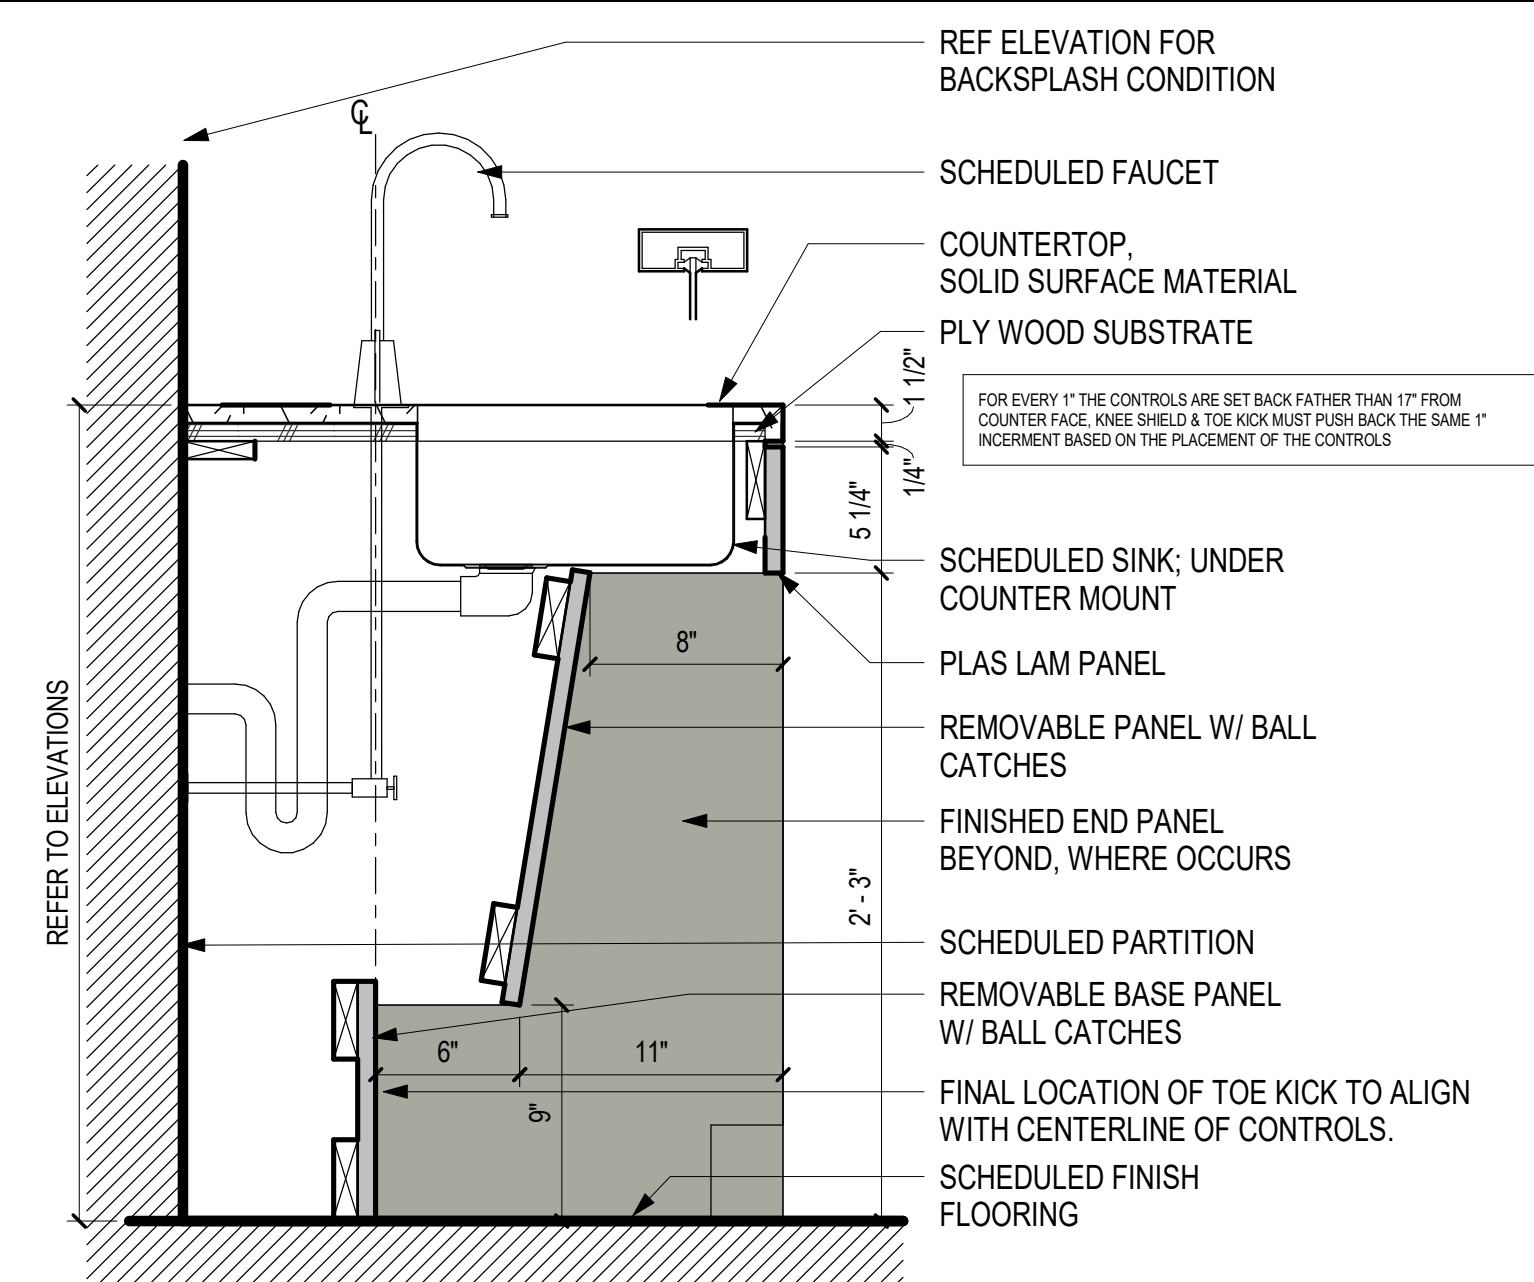 REF ELEVATION FOR
BACKSPLASH CONDITION
℄
SCHEDULED FAUCET
COUNTERTOP,
SOLID SURFACE MATERIAL
PLY WOOD SUBSTRATE
1 1/2"
FOR EVERY 1" THE CONTROLS ARE SET BACK FATHER THAN 17" FROM
COUNTER FACE, KNEE SHIELD & TOE KICK MUST PUSH BACK THE SAME 1"
INCERMENT BASED ON THE PLACEMENT OF THE CONTROLS
1/4"
5 1/4"
SCHEDULED SINK; UNDER
COUNTER MOUNT
8"
PLAS LAM PANEL
REMOVABLE PANEL W/ BALL
CATCHES
REFER TO ELEVATIONS
FINISHED END PANEL
BEYOND, WHERE OCCURS
2' - 3"
SCHEDULED PARTITION
REMOVABLE BASE PANEL
W/ BALL CATCHES
6"
11"
9"
FINAL LOCATION OF TOE KICK TO ALIGN
WITH CENTERLINE OF CONTROLS.
SCHEDULED FINISH
FLOORING